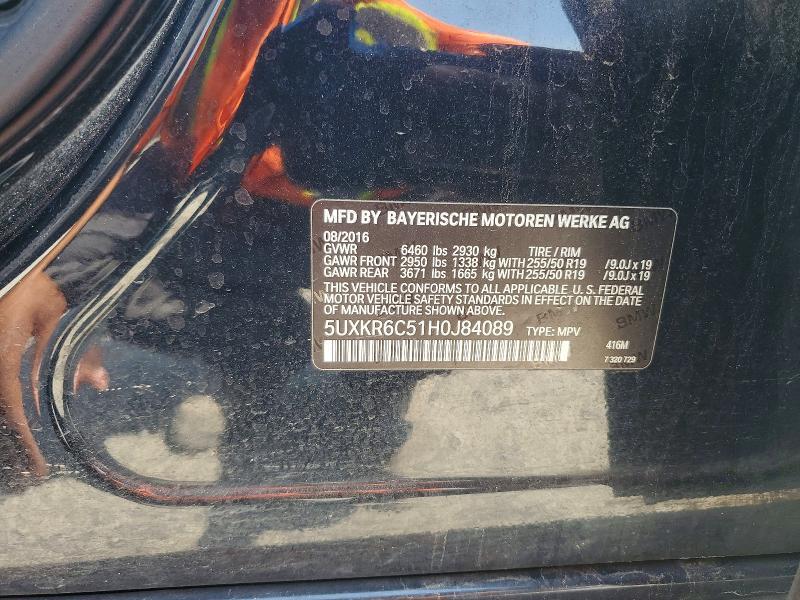 MFD BY BAYERISCHE MOTOREN WERKE AG
08/2016
GVWR 6460 lbs 2930 kg TIRE / RIM
GAWR FRONT 2950 lbs 1338 kg WITH 255/50 R19 /9.0J x 19
GAWR REAR 3671 lbs 1665 kg WITH 255/50 R19 /9.0J x 19
THIS VEHICLE CONFORMS TO ALL APPLICABLE U. S. FEDERAL
MOTOR VEHICLE SAFETY STANDARDS IN EFFECT ON THE DATE
OF MANUFACTURE SHOWN ABOVE.
5UXKR6C51H0J84089 TYPE: MPV 416M
7 320 729